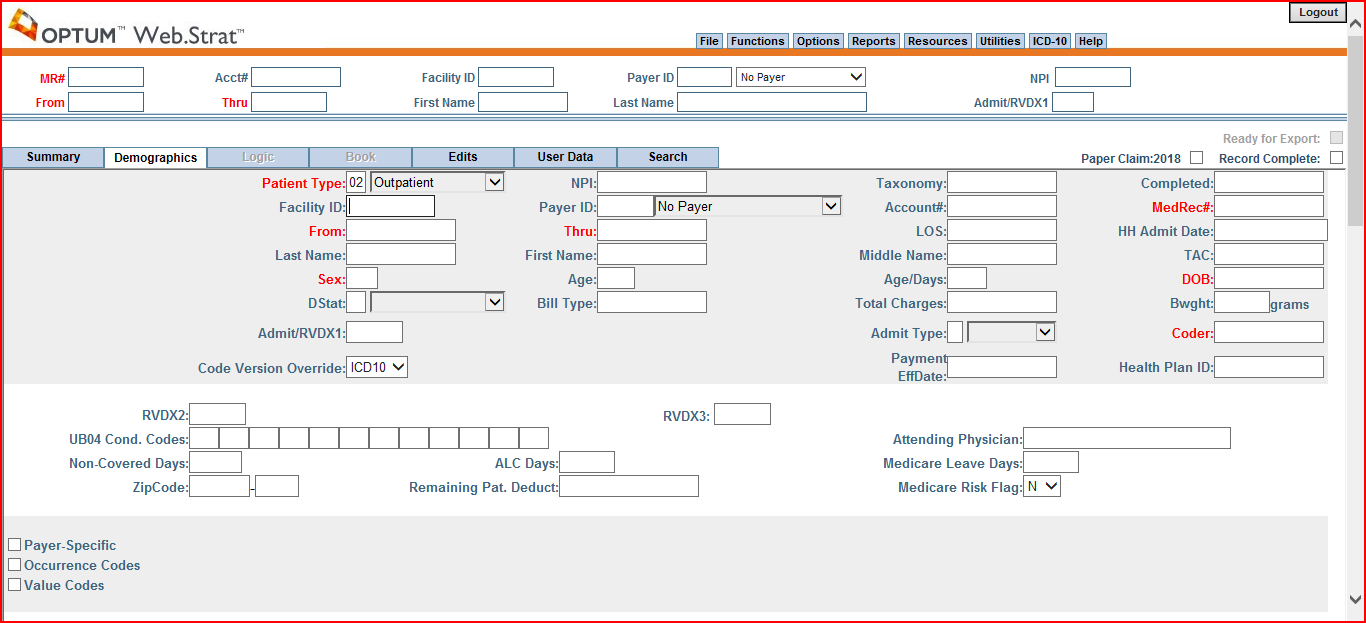 Logout
OPTUM™ Web.Strat™
File Functions Options Reports Resources Utilities ICD-10 Help
MR# Acct# Facility ID Payer ID No Payer NPI
From Thru First Name Last Name Admit/RVDX1
Ready for Export:
Summary Demographics Logic Book Edits User Data Search Paper Claim:2018 Record Complete:
Patient Type: 02 Outpatient NPI: Taxonomy: Completed:
Facility ID: Payer ID: No Payer Account#: MedRec#:
From: Thru: LOS: HH Admit Date:
Last Name: First Name: Middle Name: TAC:
Sex: Age: Age/Days: DOB:
DStat: Bill Type: Total Charges: Bwght: grams
Admit/RVDX1: Admit Type: Coder:
Code Version Override: ICD10 Payment EffDate: Health Plan ID:
RVDX2: RVDX3:
UB04 Cond. Codes: Attending Physician:
Non-Covered Days: ALC Days: Medicare Leave Days:
ZipCode: - Remaining Pat. Deduct: Medicare Risk Flag: N
Payer-Specific
Occurrence Codes
Value Codes